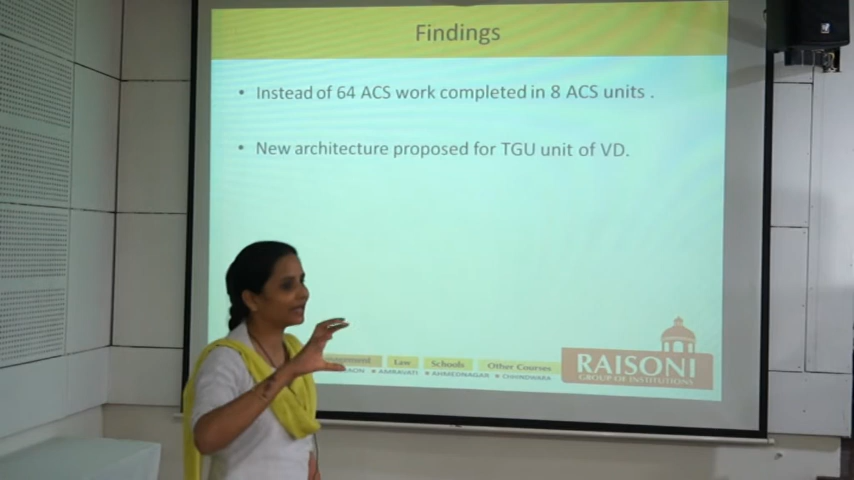 Findings
• Instead of 64 ACS work completed in 8 ACS units .
• New architecture proposed for TGU unit of VD.
Law Schools Other Courses
• AMRAVATI • AHMEDNAGAR • CHHINDWARA
RAISONI
GROUP OF INSTITUTIONS